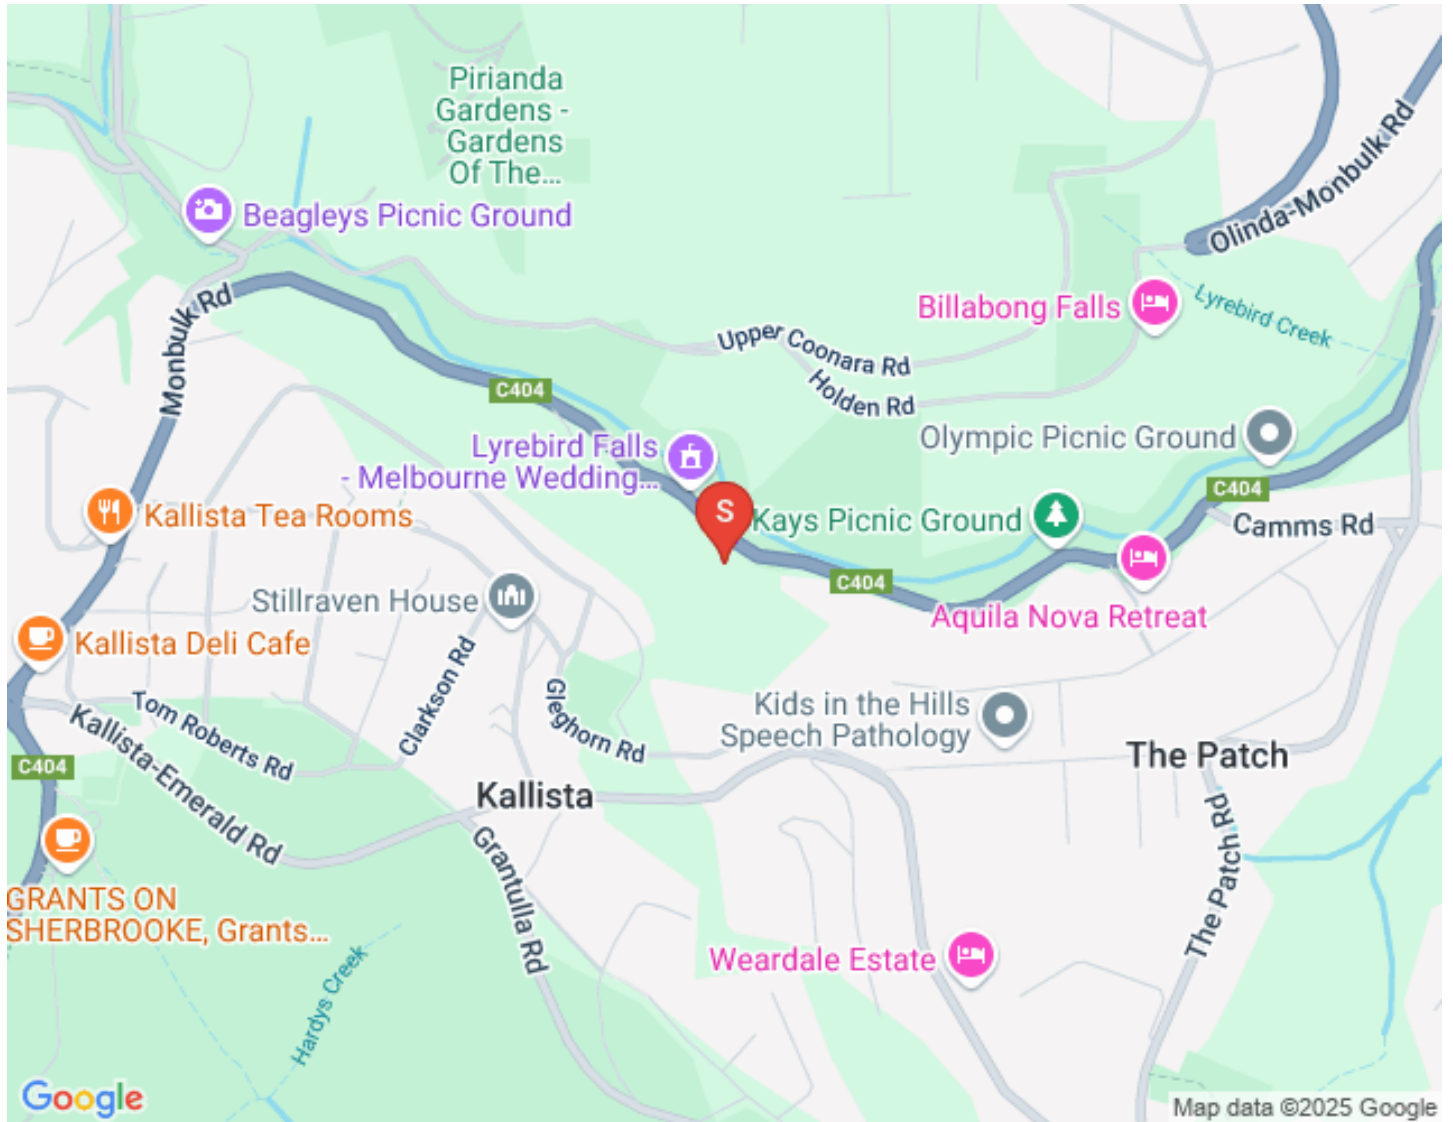 Pirianda
Gardens -
Gardens
Of The...
Beagleys Picnic Ground
Olinda-Monbulk Rd
Monbulk Rd
Billabong Falls
Lyrebird Creek
Upper Coonara Rd
Holden Rd
C404
Lyrebird Falls
- Melbourne Wedding...
Olympic Picnic Ground
C404
S
Kallista Tea Rooms
Kays Picnic Ground
Camms Rd
C404
Stillraven House
Aquila Nova Retreat
Kallista Deli Cafe
Clarkson Rd
Gleghorn Rd
Tom Roberts Rd
Kallista-Emerald Rd
Kids in the Hills
Speech Pathology
The Patch
C404
Kallista
The Patch Rd
Grantulla Rd
GRANTS ON
SHERBROOKE, Grants...
Weardale Estate
Hardys Creek
Google
Map data ©2025 Google